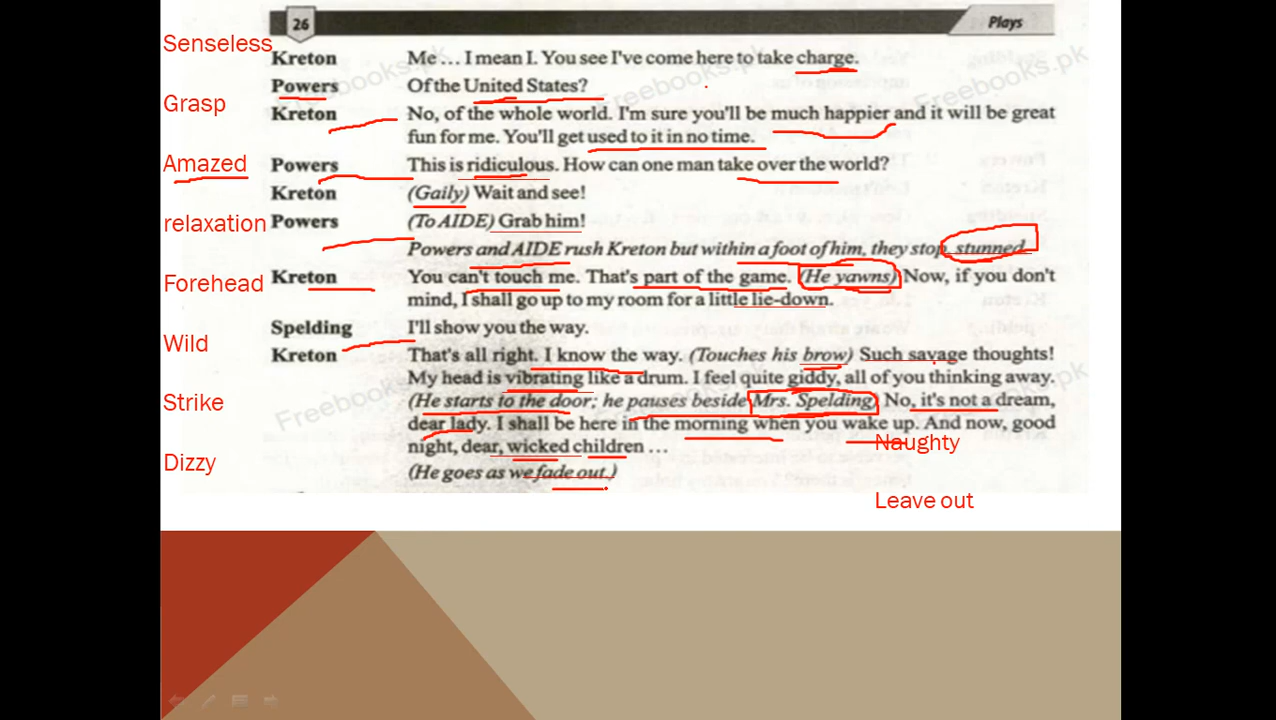 26 Plays
Senseless
Kreton Me ... I mean I. You see I've come here to take charge.
Powers Of the United States?
Grasp
Kreton No, of the whole world. I'm sure you'll be much happier and it will be great
fun for me. You'll get used to it in no time.
Amazed Powers This is ridiculous. How can one man take over the world?
Kreton (Gaily) Wait and see!
relaxation Powers (To AIDE) Grab him!
Powers and AIDE rush Kreton but within a foot of him, they stop, stunned.
Forehead Kreton You can't touch me. That's part of the game. (He yawns) Now, if you don't
mind, I shall go up to my room for a little lie-down.
Spelding I'll show you the way.
Wild
Kreton That's all right. I know the way. (Touches his brow) Such savage thoughts!
My head is vibrating like a drum. I feel quite giddy, all of you thinking away.
Strike (He starts to the door; he pauses beside Mrs. Spelding) No, it's not a dream,
dear lady. I shall be here in the morning when you wake up. And now, good
Naughty
night, dear, wicked children ...
Dizzy (He goes as we fade out.)
Leave out
Freebooks.pk
Freebooks.pk
Freebooks.pk